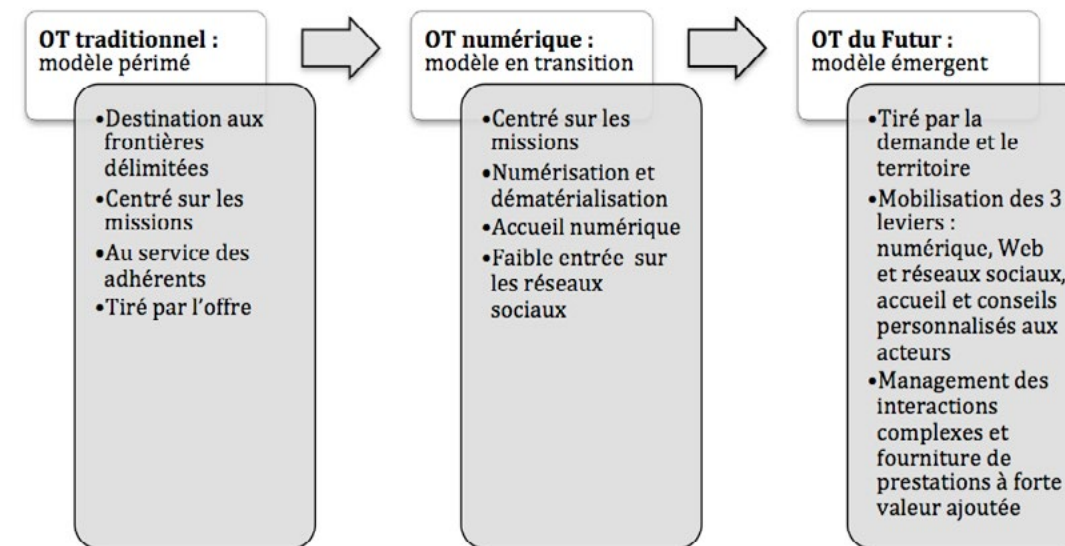 OT traditionnel :
modèle périmé
•Destination aux
frontières
délimitées
•Centré sur les
missions
•Au service des
adhérents
•Tiré par l'offre
OT numérique :
modèle en transition
•Centré sur les
missions
•Numérisation et
dématérialisation
•Accueil numérique
•Faible entrée sur
les réseaux
sociaux
OT du Futur :
modèle émergent
•Tiré par la
demande et le
territoire
•Mobilisation des 3
leviers :
numérique, Web
et réseaux sociaux,
accueil et conseils
personnalisés aux
acteurs
•Management des
interactions
complexes et
fourniture de
prestations à forte
valeur ajoutée